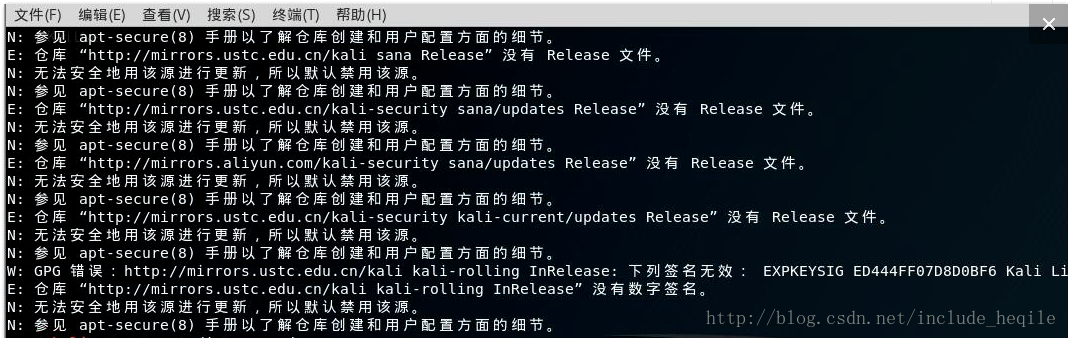 文件(F) 编辑(E) 查看(V) 搜索(S) 终端(T) 帮助(H)
N: 参见 apt-secure(8) 手册以了解仓库创建和用户配置方面的细节。
E: 仓库 “http://mirrors.ustc.edu.cn/kali sana Release” 没有 Release 文件。
N: 无法安全地用该源进行更新，所以默认禁用该源。
N: 参见 apt-secure(8) 手册以了解仓库创建和用户配置方面的细节。
E: 仓库 “http://mirrors.ustc.edu.cn/kali-security sana/updates Release” 没有 Release 文件。
N: 无法安全地用该源进行更新，所以默认禁用该源。
N: 参见 apt-secure(8) 手册以了解仓库创建和用户配置方面的细节。
E: 仓库 “http://mirrors.aliyun.com/kali-security sana/updates Release” 没有 Release 文件。
N: 无法安全地用该源进行更新，所以默认禁用该源。
N: 参见 apt-secure(8) 手册以了解仓库创建和用户配置方面的细节。
E: 仓库 “http://mirrors.ustc.edu.cn/kali-security kali-current/updates Release” 没有 Release 文件。
N: 无法安全地用该源进行更新，所以默认禁用该源。
N: 参见 apt-secure(8) 手册以了解仓库创建和用户配置方面的细节。
W: GPG 错误：http://mirrors.ustc.edu.cn/kali kali-rolling InRelease: 下列签名无效： EXPKEYSIG ED444FF07D8D0BF6 Kali Li
E: 仓库 “http://mirrors.ustc.edu.cn/kali kali-rolling InRelease” 没有数字签名。
N: 无法安全地用该源进行更新，所以默认禁用该源。
N: 参见 apt-secure(8) 手册以了解仓库创建和用户配置方面的细节。
http://blog.csdn.net/include_heqile